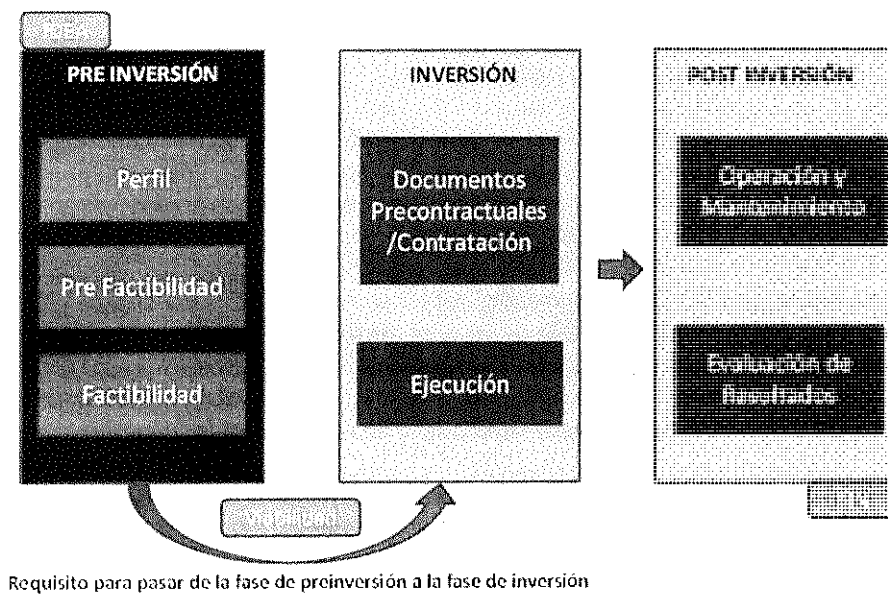 PRE INVERSIÓN
Perfil
Pre Factibilidad
Factibilidad
INVERSIÓN
Documentos
Precontractuales
/Contratación
Ejecución
POST INVERSIÓN
Operación y
Mantenimiento
Evaluación de
Resultados
Requisito para pasar de la fase de preinversión a la fase de inversión